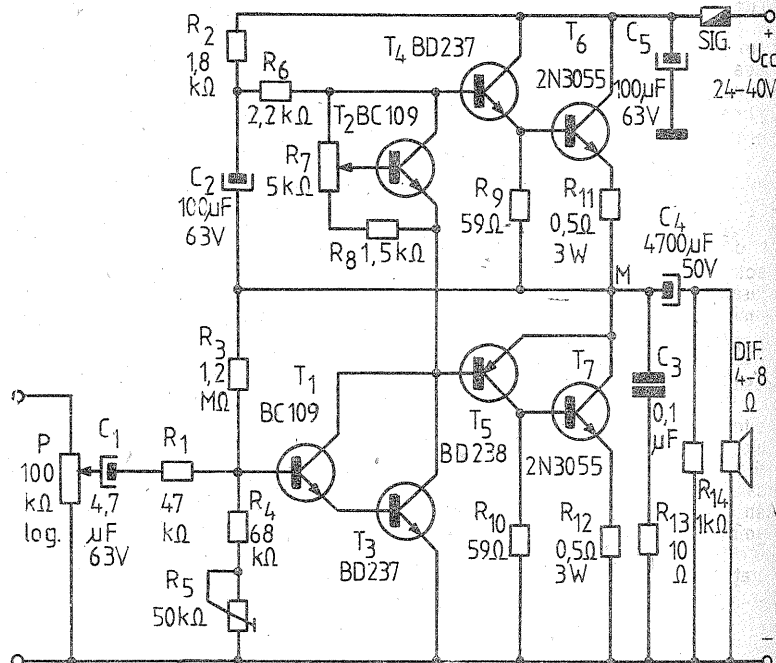 R2
1,8
kΩ
R6
2,2kΩ
T4 BD237
T6
2N3055
C5
100µF
63V
SIG.
+
UCC
24-40V
T2BC109
R7
5kΩ
R8 1,5kΩ
C2
100µF
63V
R9
59Ω
R11
0,5Ω
3W
C4
4700µF
50V
M
R3
1,2
MΩ
T1
BC109
T5
BD238
T7
2N3055
C3
0,1
µF
DIF.
4-8
Ω
P
100
kΩ
log.
C1
4,7
µF
63V
R1
47
kΩ
R4
68
kΩ
R5
50kΩ
T3
BD237
R10
59Ω
R12
0,5Ω
3W
R13
10
Ω
R14
1kΩ
-